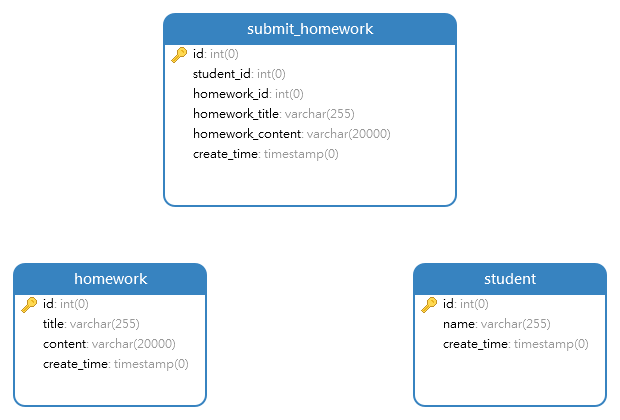 submit_homework
id: int(0)
student_id: int(0)
homework_id: int(0)
homework_title: varchar(255)
homework_content: varchar(20000)
create_time: timestamp(0)
homework
id: int(0)
title: varchar(255)
content: varchar(20000)
create_time: timestamp(0)
student
id: int(0)
name: varchar(255)
create_time: timestamp(0)